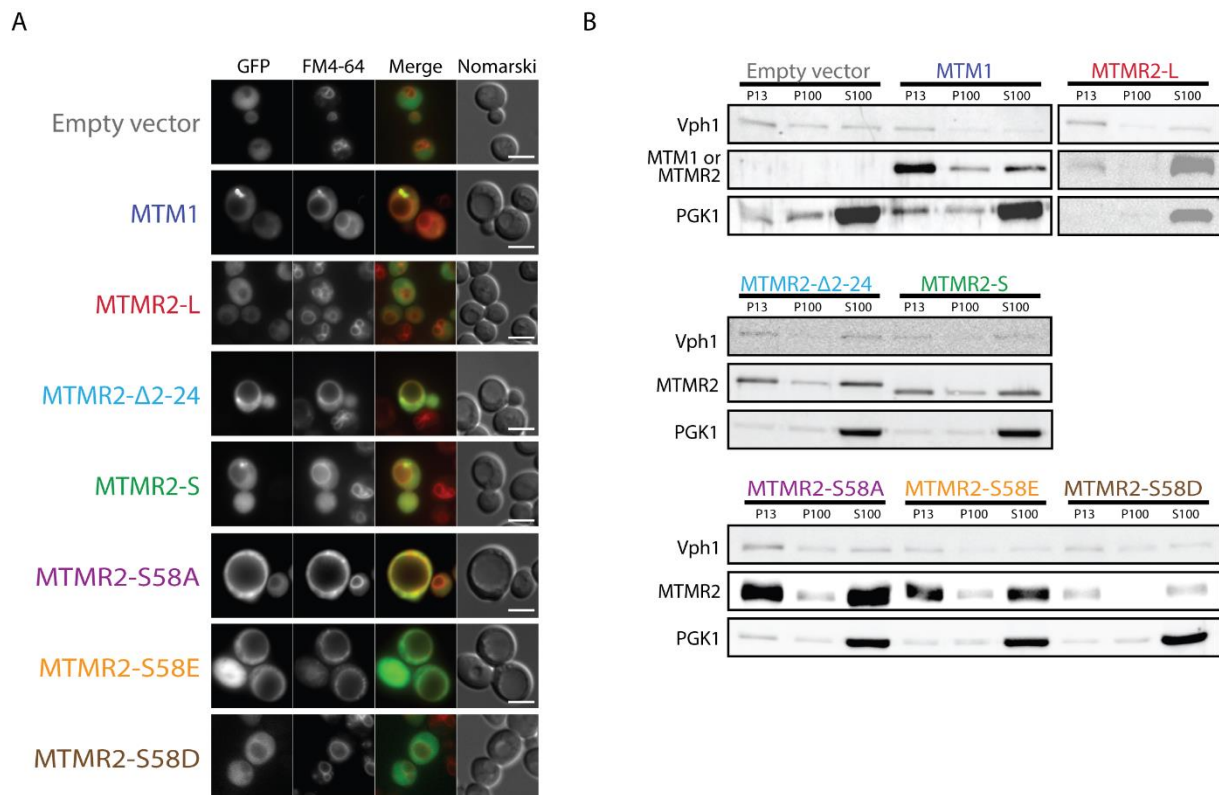 A
GFP FM4-64 Merge Nomarski
Empty vector
MTM1
MTMR2-L
MTMR2-Δ2-24
MTMR2-S
MTMR2-S58A
MTMR2-S58E
MTMR2-S58D
B
Empty vector MTM1 MTMR2-L
P13 P100 S100 P13 P100 S100 P13 P100 S100
Vph1
MTM1 or
MTMR2
PGK1
MTMR2-Δ2-24 MTMR2-S
P13 P100 S100 P13 P100 S100
Vph1
MTMR2
PGK1
MTMR2-S58A MTMR2-S58E MTMR2-S58D
P13 P100 S100 P13 P100 S100 P13 P100 S100
Vph1
MTMR2
PGK1